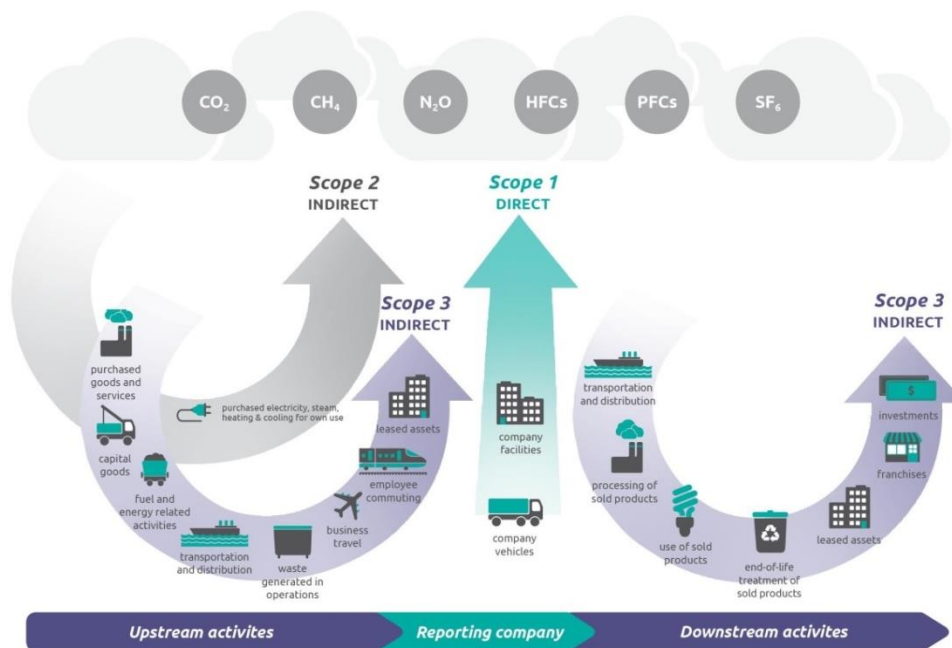 CO₂ CH₄ N₂O HFCs PFCs SF₆
Scope 2
INDIRECT
Scope 1
DIRECT
Scope 3
INDIRECT
Scope 3
INDIRECT
purchased
goods and
services
capital
goods
fuel and
energy related
activities
transportation
and distribution
waste
generated in
operations
business
travel
employee
commuting
leased assets
purchased electricity, steam,
heating & cooling for own use
company
facilities
company
vehicles
transportation
and distribution
processing of
sold products
use of sold
products
end-of-life
treatment of
sold products
leased assets
franchises
$
investments
Upstream activites
Reporting company
Downstream activites